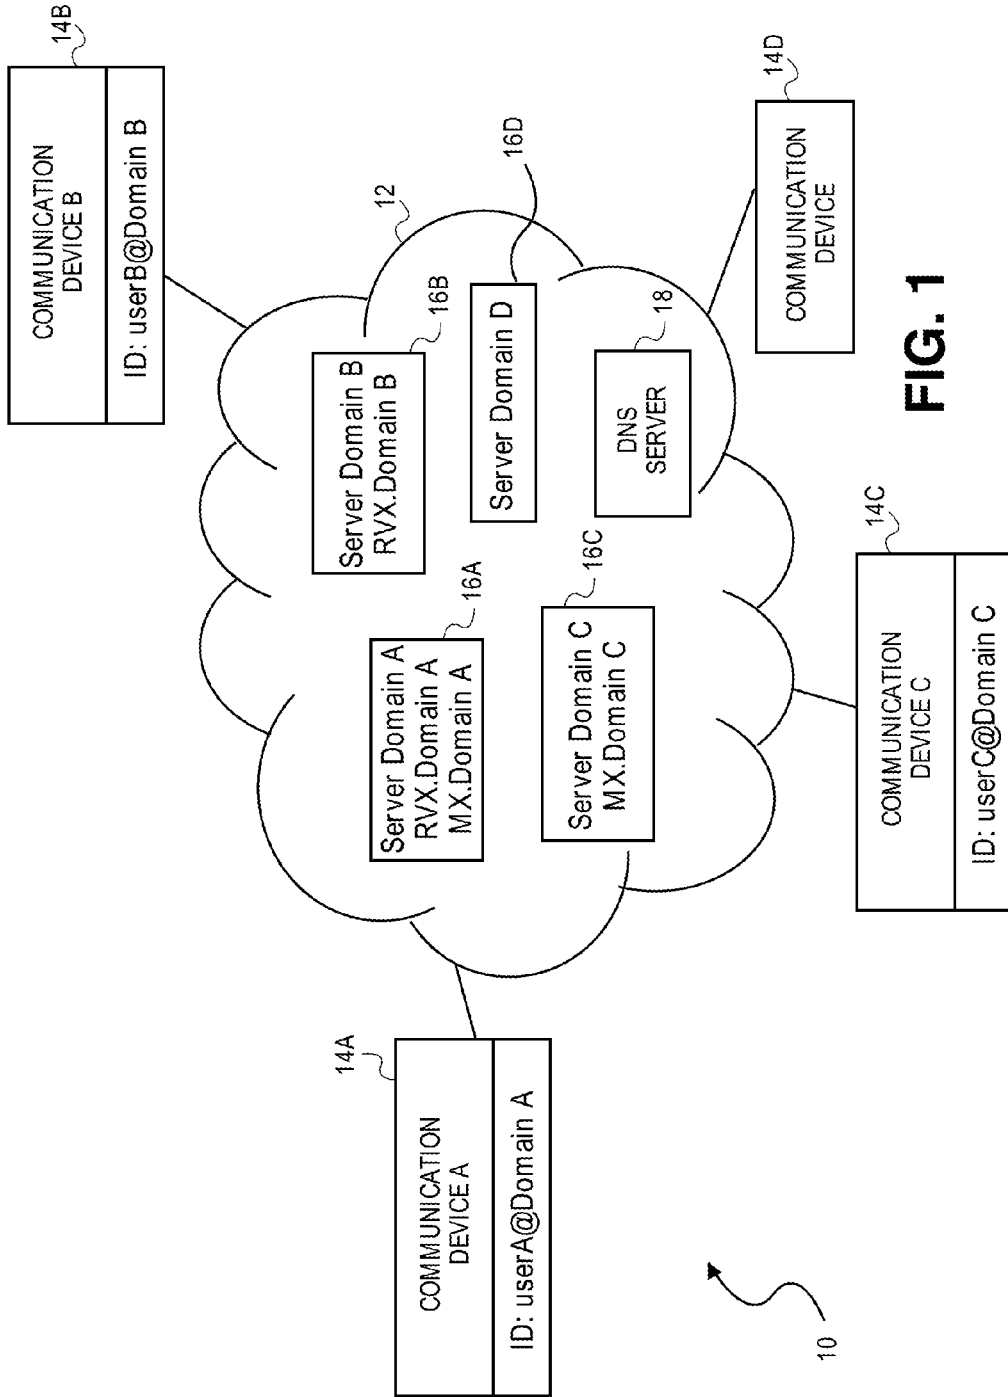 14B
COMMUNICATION
DEVICE B
ID: userB@Domain B
12
16B
Server Domain B
RVX.Domain B
16D
Server Domain D
14D
COMMUNICATION
DEVICE
18
DNS
SERVER
16A
Server Domain A
RVX.Domain A
MX.Domain A
16C
Server Domain C
MX.Domain C
14A
COMMUNICATION
DEVICE A
ID: userA@Domain A
14C
COMMUNICATION
DEVICE C
ID: userC@Domain C
10
FIG. 1